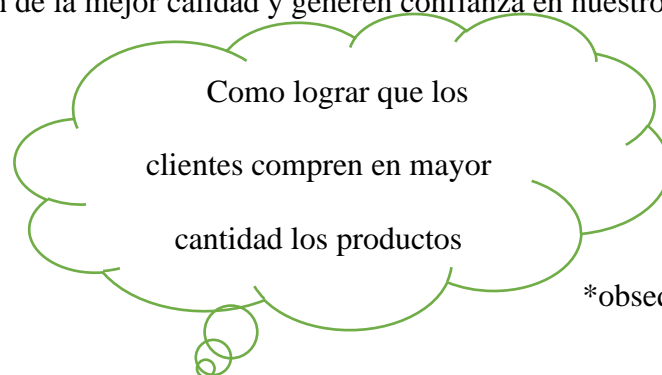 de la mejor calidad y generen confianza en nuestro
Como lograr que los
clientes compren en mayor
cantidad los productos